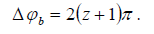 Δφ_b = 2(z+1)π .